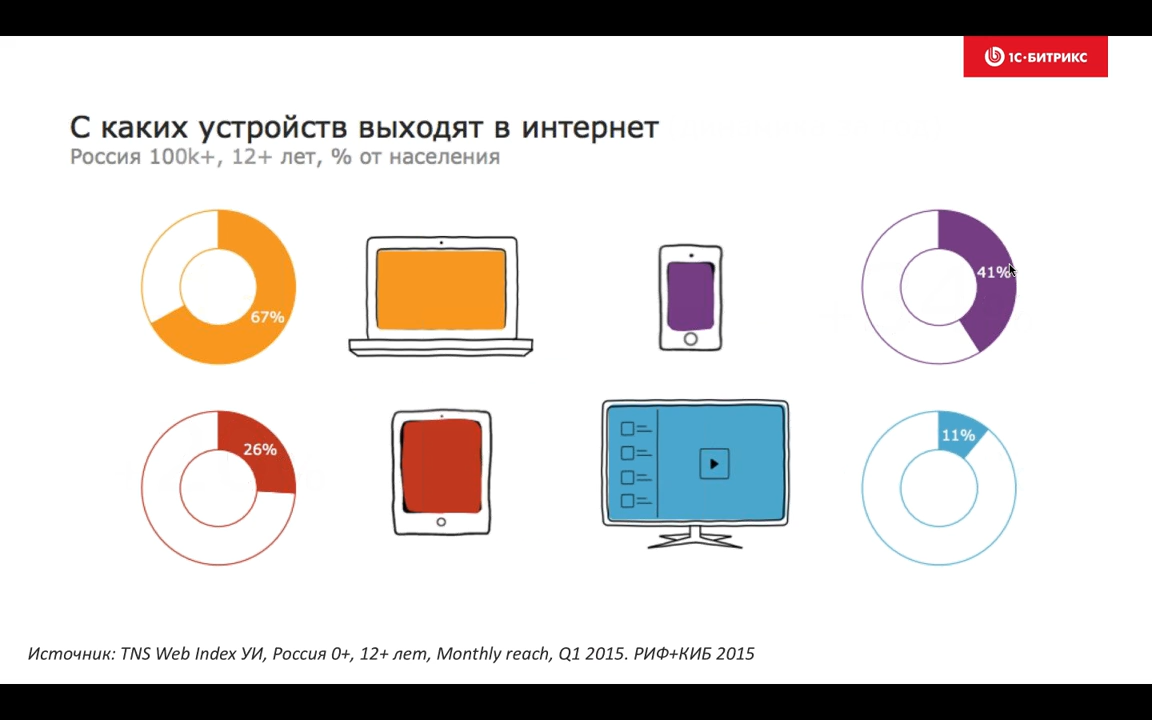 1С·БИТРИКС
С каких устройств выходят в интернет
Россия 100k+, 12+ лет, % от населения
67%
41%
26%
11%
Источник: TNS Web Index УИ, Россия 0+, 12+ лет, Monthly reach, Q1 2015. РИФ+КИБ 2015